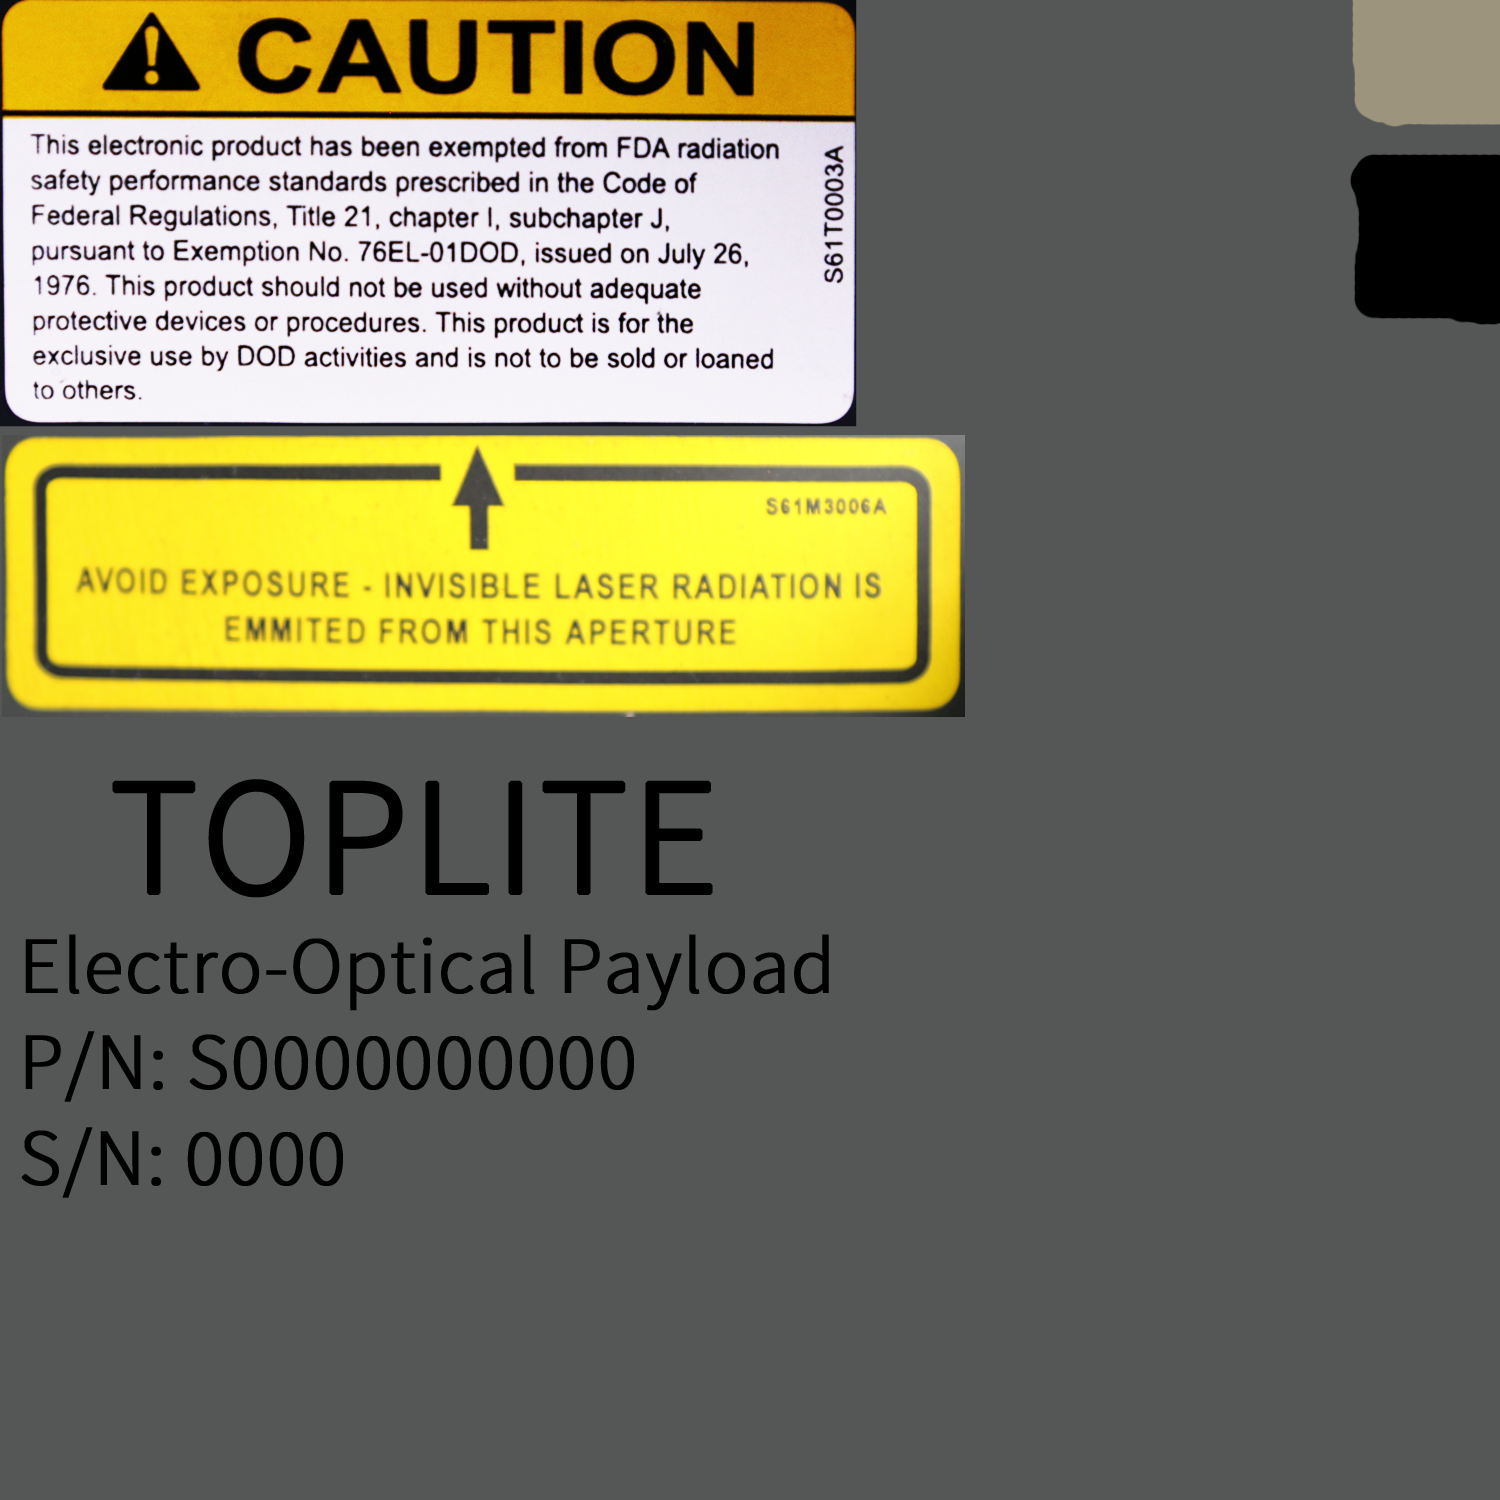 CAUTION
This electronic product has been exempted from FDA radiation
safety performance standards prescribed in the Code of
Federal Regulations, Title 21, chapter I, subchapter J,
pursuant to Exemption No. 76EL-01DOD, issued on July 26,
1976. This product should not be used without adequate
protective devices or procedures. This product is for the
exclusive use by DOD activities and is not to be sold or loaned
to others.
S61T0003A
S61M3006A
AVOID EXPOSURE - INVISIBLE LASER RADIATION IS
EMMITED FROM THIS APERTURE
TOPLITE
Electro-Optical Payload
P/N: S0000000000
S/N: 0000